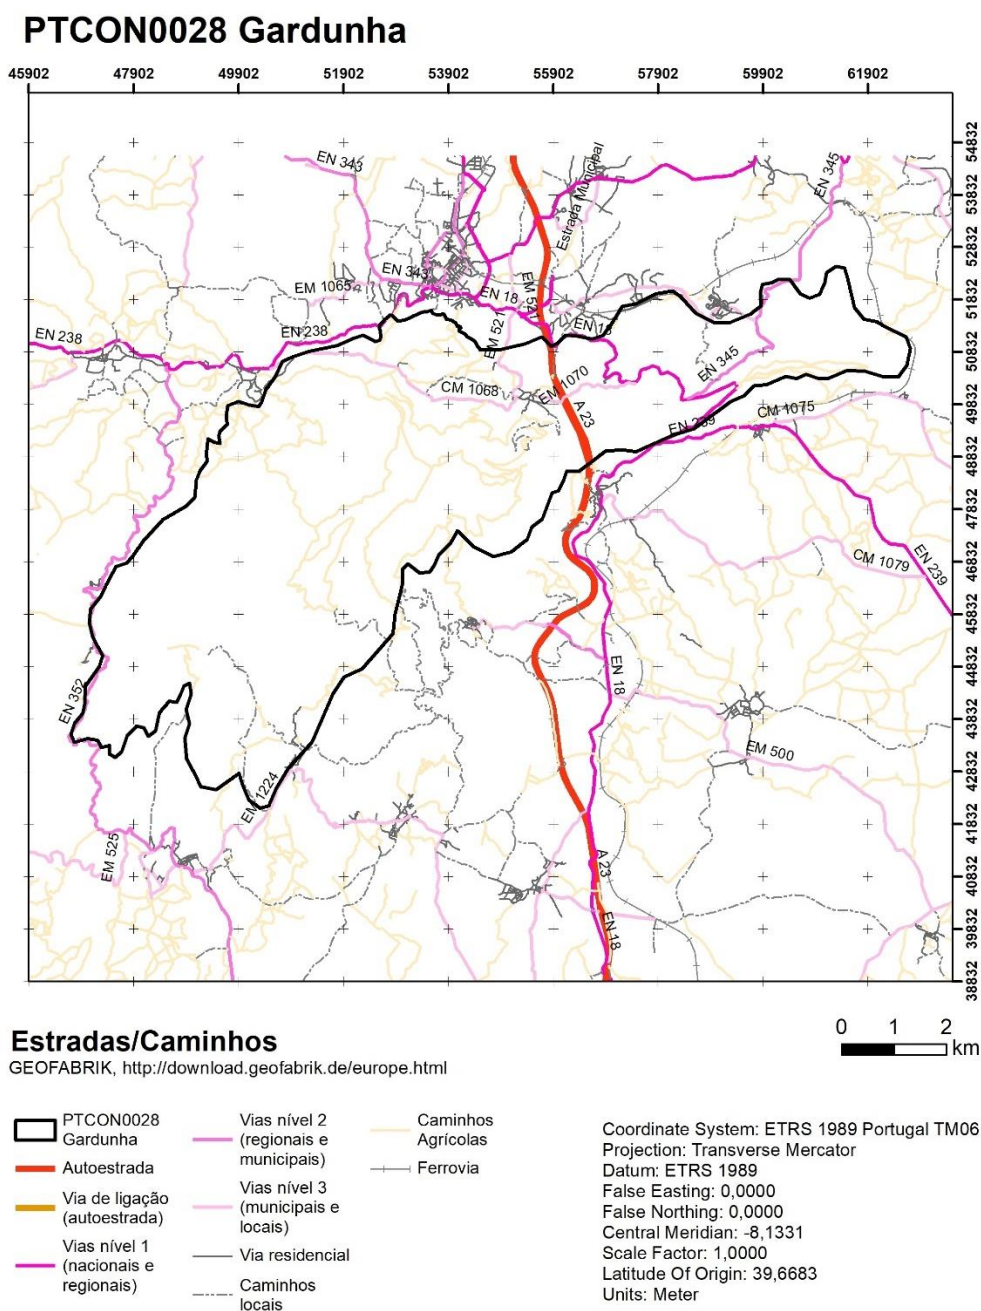 PTCON0028 Gardunha
45902 47902 49902 51902 53902 55902 57902 59902 61902
54832
53832
52832
51832
50832
49832
48832
47832
46832
45832
44832
43832
42832
41832
40832
39832
38832
EN 343
Estrada Municipal
EN 345
EN 343
EM 1065
EN 18
EM 521
EN 238
EN 238
EM 521
EN 18
EN 345
CM 1068
EM 1070
A 23
CM 1075
EN 239
CM 1079
EN 239
EN 352
EN 18
EM 500
EM 1224
EM 525
A 23
EN 18
Estradas/Caminhos
GEOFABRIK, http://download.geofabrik.de/europe.html
0 1 2
km
PTCON0028
Gardunha
Autoestrada
Via de ligação
(autoestrada)
Vias nível 1
(nacionais e
regionais)
Vias nível 2
(regionais e
municipais)
Vias nível 3
(municipais e
locais)
Via residencial
Caminhos
locais
Caminhos
Agrícolas
Ferrovia
Coordinate System: ETRS 1989 Portugal TM06
Projection: Transverse Mercator
Datum: ETRS 1989
False Easting: 0,0000
False Northing: 0,0000
Central Meridian: -8,1331
Scale Factor: 1,0000
Latitude Of Origin: 39,6683
Units: Meter